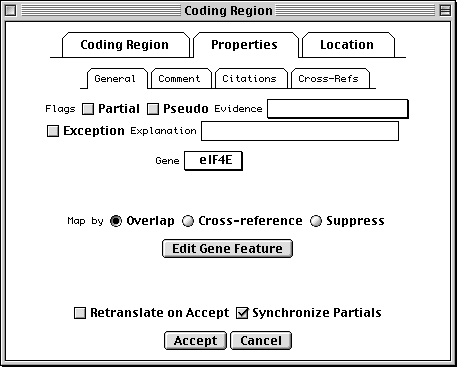 Coding Region
Coding Region Properties Location
General Comment Citations Cross-Refs
Flags Partial Pseudo Evidence
Exception Explanation
Gene eIF4E
Map by Overlap Cross-reference Suppress
Edit Gene Feature
Retranslate on Accept Synchronize Partials
Accept Cancel